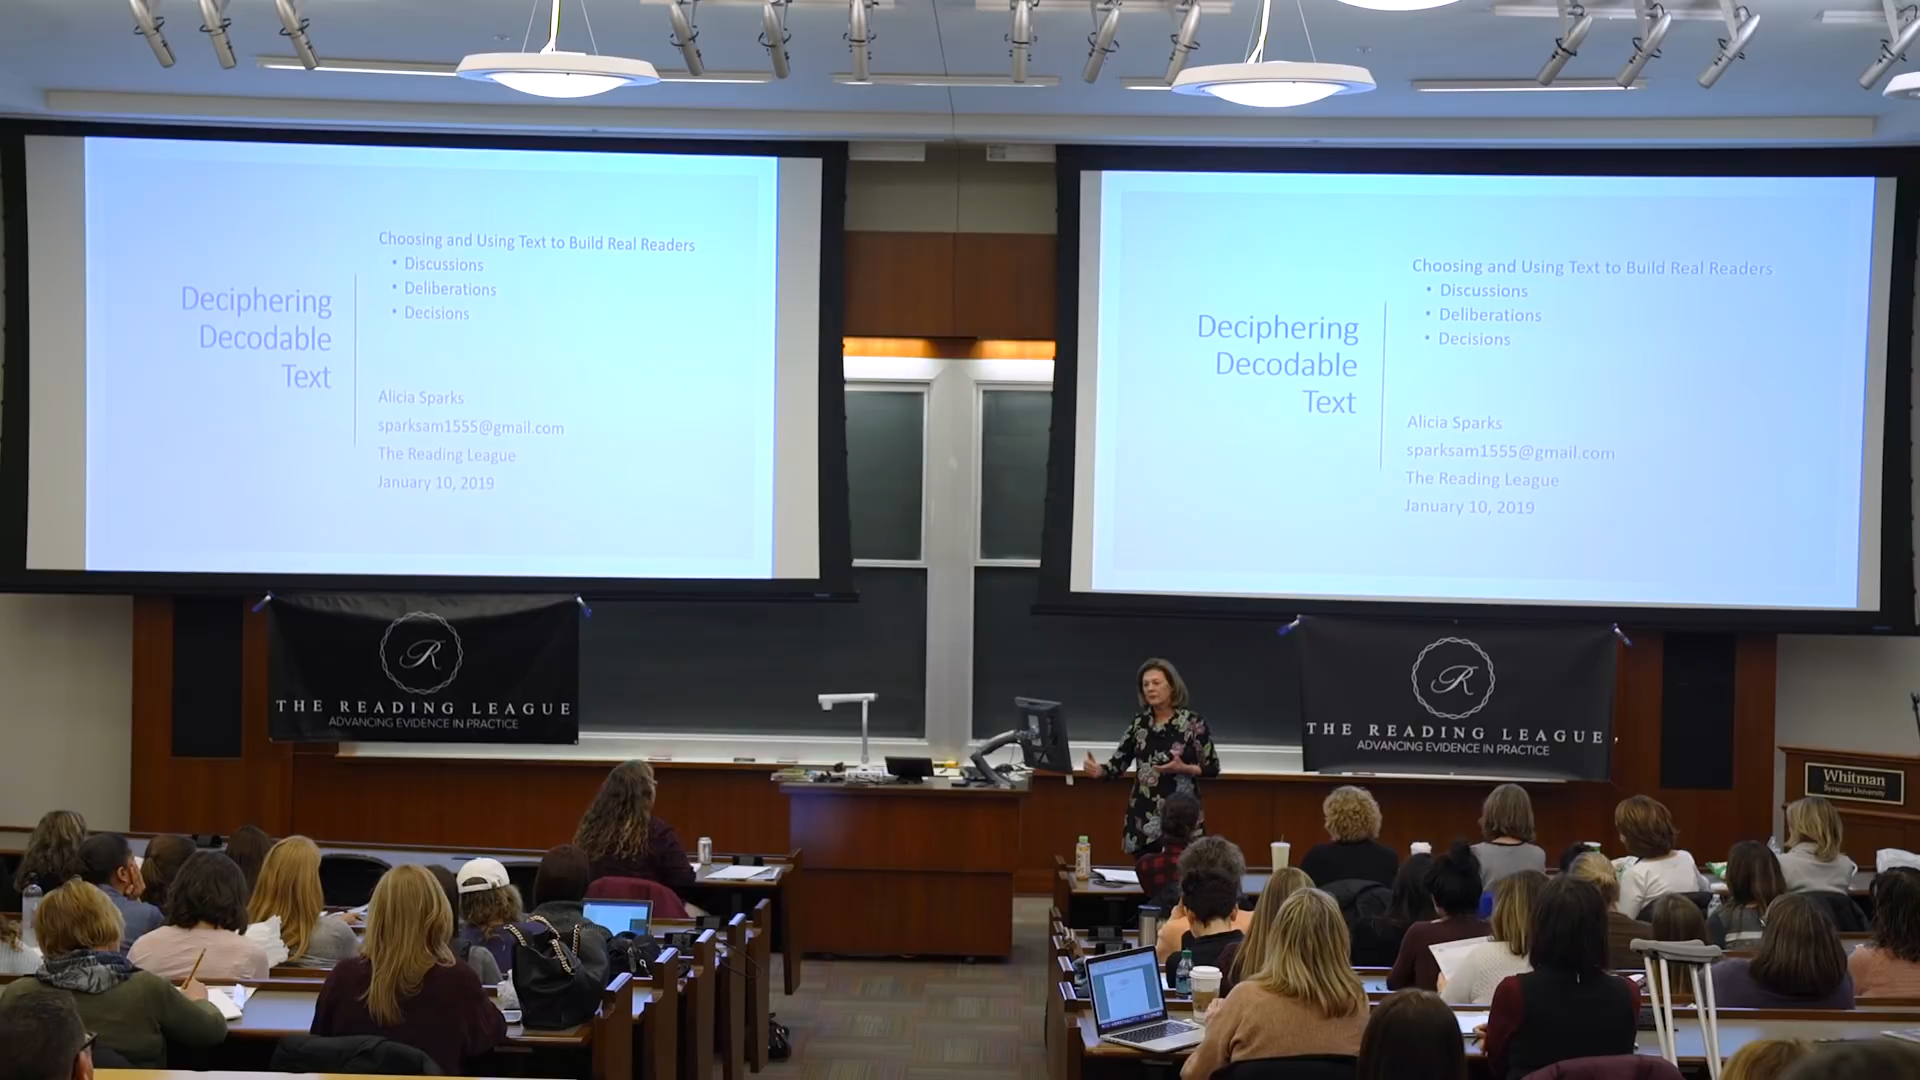 Deciphering
Decodable
Text
Choosing and Using Text to Build Real Readers
• Discussions
• Deliberations
• Decisions
Alicia Sparks
sparksam1555@gmail.com
The Reading League
January 10, 2019
Deciphering
Decodable
Text
Choosing and Using Text to Build Real Readers
• Discussions
• Deliberations
• Decisions
Alicia Sparks
sparksam1555@gmail.com
The Reading League
January 10, 2019
R
THE READING LEAGUE
ADVANCING EVIDENCE IN PRACTICE
R
THE READING LEAGUE
ADVANCING EVIDENCE IN PRACTICE
Whitman
Syracuse University